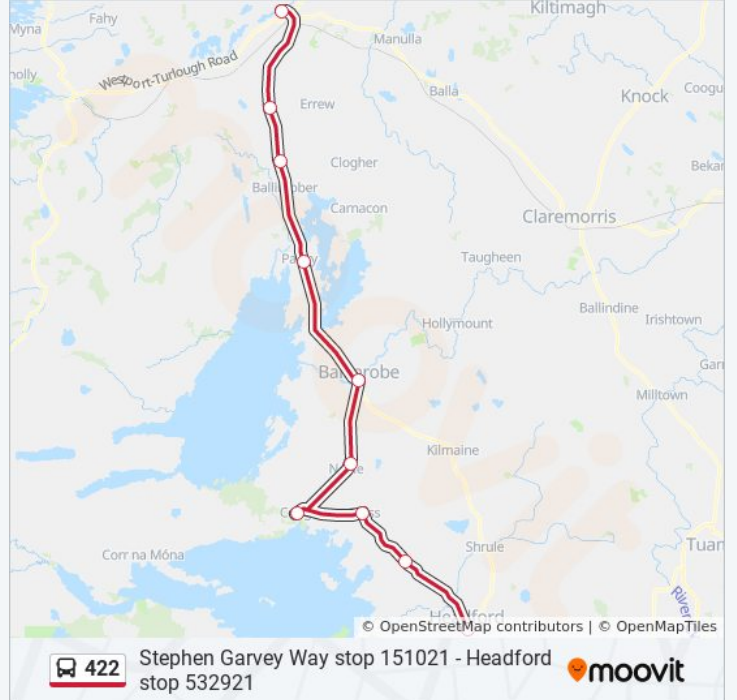 Kiltimagh
Fahy
Myna
Manulla
Westport-Turlough Road
Balla
Knock
Errew
Clogher
Camacon
Claremorris
Taugheen
Ballindine
Irishtown
Hollymount
Milltown
Kilmaine
Shrule
Corr na Móna
River
© OpenStreetMap contributors | © OpenMapTiles
422
Stephen Garvey Way stop 151021 - Headford
stop 532921
moovit